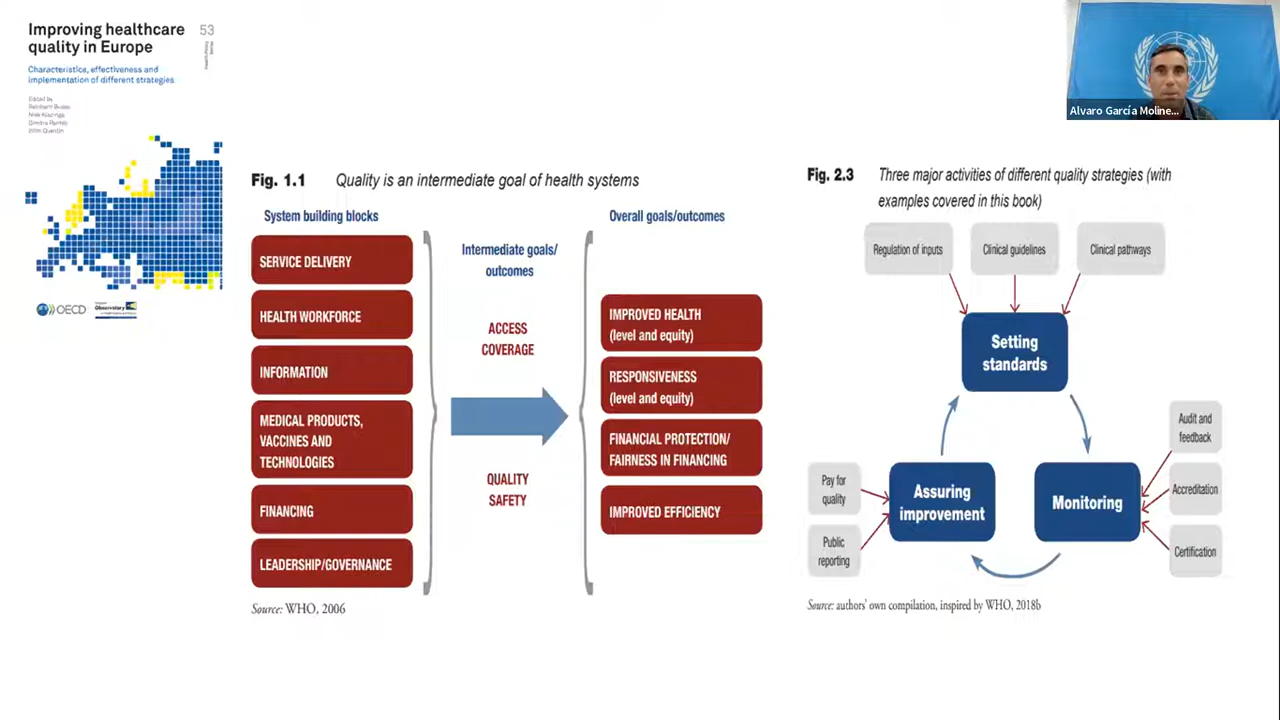 Improving healthcare
quality in Europe
53
Characteristics, effectiveness and
implementation of different strategies
Edited by
Reinhard Busse
Niek Klazinga
Dimitra Panteli
Wilm Quentin
OECD
Observatory
Alvaro García Moline...
Fig. 1.1 Quality is an intermediate goal of health systems
System building blocks
SERVICE DELIVERY
HEALTH WORKFORCE
INFORMATION
MEDICAL PRODUCTS,
VACCINES AND
TECHNOLOGIES
FINANCING
LEADERSHIP/GOVERNANCE
Intermediate goals/
outcomes
ACCESS
COVERAGE
QUALITY
SAFETY
Overall goals/outcomes
IMPROVED HEALTH
(level and equity)
RESPONSIVENESS
(level and equity)
FINANCIAL PROTECTION/
FAIRNESS IN FINANCING
IMPROVED EFFICIENCY
Source: WHO, 2006
Fig. 2.3 Three major activities of different quality strategies (with
examples covered in this book)
Regulation of inputs
Clinical guidelines
Clinical pathways
Setting
standards
Audit and
feedback
Accreditation
Certification
Monitoring
Assuring
improvement
Pay for
quality
Public
reporting
Source: authors' own compilation, inspired by WHO, 2018b